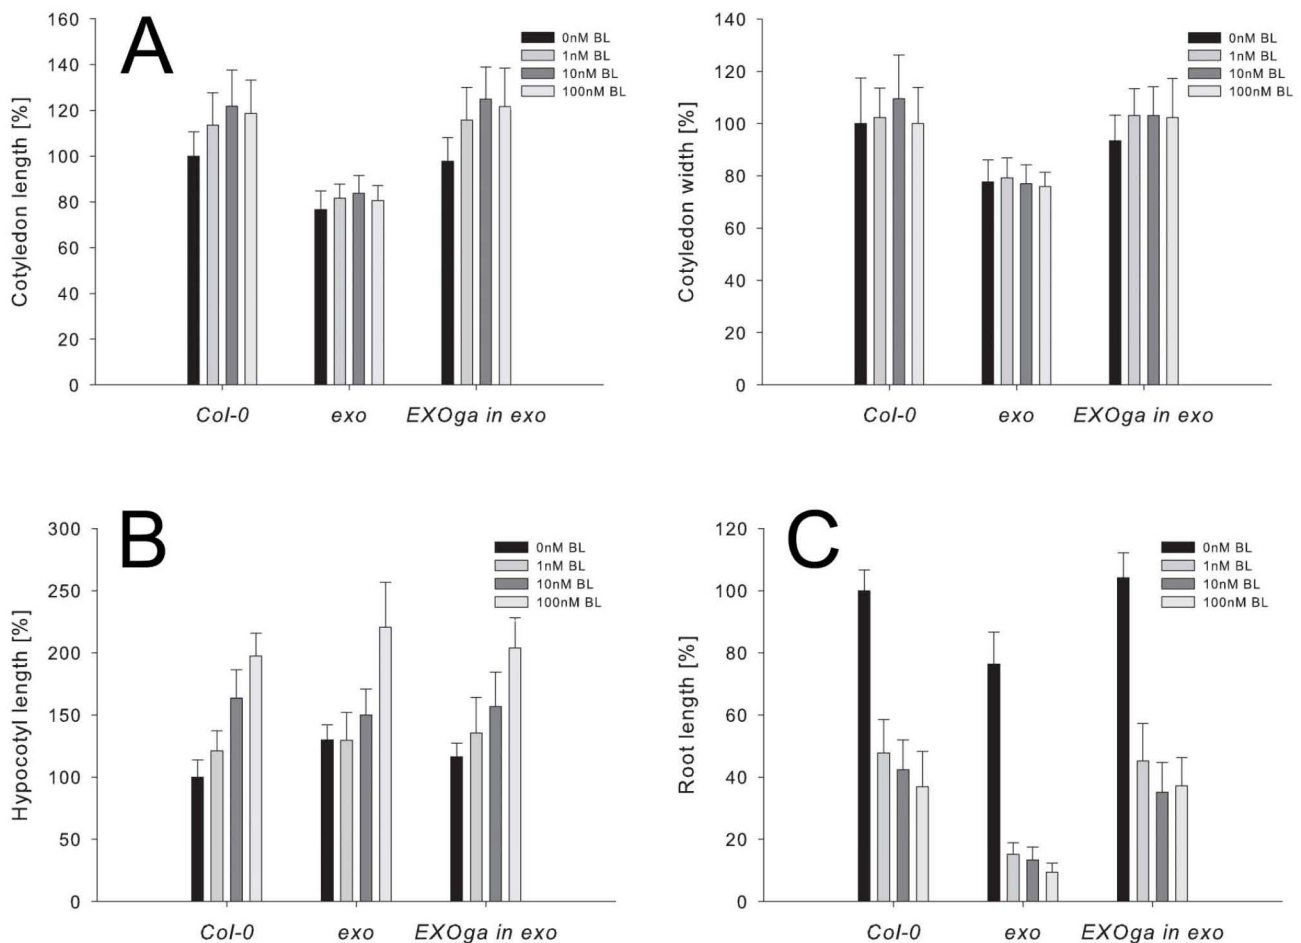 A
Cotyledon length [%]
160
140
120
100
80
60
40
20
0
0nM BL
1nM BL
10nM BL
100nM BL
Col-0 exo EXOga in exo
Cotyledon width [%]
140
120
100
80
60
40
20
0
0nM BL
1nM BL
10nM BL
100nM BL
Col-0 exo EXOga in exo
B
Hypocotyl length [%]
300
250
200
150
100
50
0
0nM BL
1nM BL
10nM BL
100nM BL
Col-0 exo EXOga in exo
C
Root length [%]
120
100
80
60
40
20
0
0nM BL
1nM BL
10nM BL
100nM BL
Col-0 exo EXOga in exo